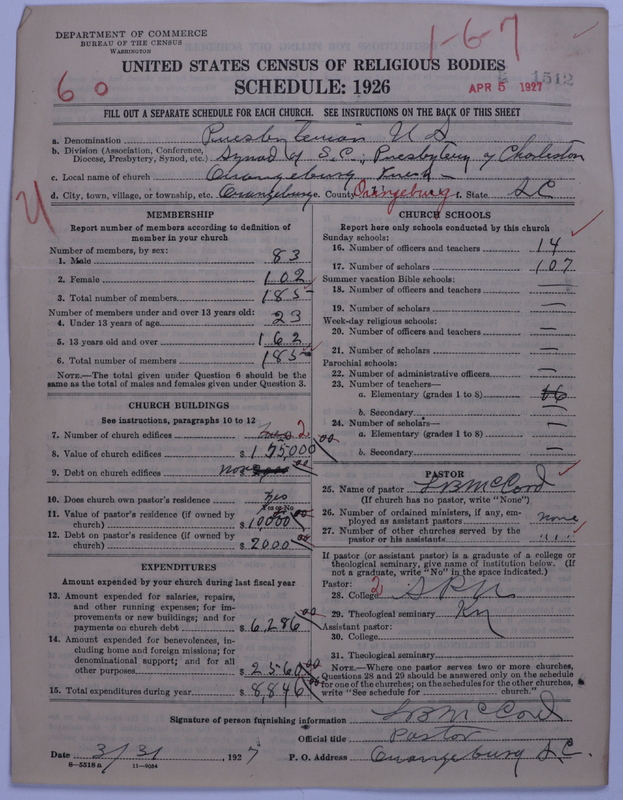 DEPARTMENT OF COMMERCE
BUREAU OF THE CENSUS
WASHINGTON
1-6-7
UNITED STATES CENSUS OF RELIGIOUS BODIES
60
SCHEDULE: 1926
APR 5 1927
1512
FILL OUT A SEPARATE SCHEDULE FOR EACH CHURCH. SEE INSTRUCTIONS ON THE BACK OF THIS SHEET
a. Denomination Presbyterian U S
b. Division (Association, Conference, Diocese, Presbytery, Synod, etc.) Synod of S.C., Presbytery of Charleston
c. Local name of church Orangeburg
d. City, town, village, or township, etc. Orangeburg e. County Orangeburg f. State S C
MEMBERSHIP
Report number of members according to definition of
member in your church
Number of members, by sex:
1. Male 83
2. Female 102
3. Total number of members 185
Number of members under and over 13 years old:
4. Under 13 years of age 23
5. 13 years old and over 162
6. Total number of members 185
NOTE.—The total given under Question 6 should be the
same as the total of males and females given under Question 3.
CHURCH BUILDINGS
See instructions, paragraphs 10 to 12
7. Number of church edifices 2
8. Value of church edifices $ 175,000 00
9. Debt on church edifices none
10. Does church own pastor's residence Yes
Yes or No
11. Value of pastor's residence (if owned by
church) $ 10,000 00
12. Debt on pastor's residence (if owned by
church) $ 2000 00
EXPENDITURES
Amount expended by your church during last fiscal year
13. Amount expended for salaries, repairs,
and other running expenses; for im-
provements or new buildings; and for
payments on church debt $ 6,286 00
14. Amount expended for benevolences, in-
cluding home and foreign missions; for
denominational support; and for all
other purposes $ 2560 00
15. Total expenditures during year $ 8,846 00
CHURCH SCHOOLS
Report here only schools conducted by this church
Sunday schools:
16. Number of officers and teachers 14
17. Number of scholars 107
Summer vacation Bible schools:
18. Number of officers and teachers —
19. Number of scholars —
Week-day religious schools:
20. Number of officers and teachers —
21. Number of scholars —
Parochial schools:
22. Number of administrative officers —
23. Number of teachers—
a. Elementary (grades 1 to 8)
b. Secondary —
24. Number of scholars—
a. Elementary (grades 1 to 8) —
b. Secondary —
PASTOR
25. Name of pastor L B McCord
(If church has no pastor, write "None")
26. Number of ordained ministers, if any, em-
ployed as assistant pastors none
27. Number of other churches served by the
pastor or his assistants " "
If pastor (or assistant pastor) is a graduate of a college or
theological seminary, give name of institution below. (If
not a graduate, write "No" in the space indicated.)
Pastor:
28. College 2 S P U
29. Theological seminary Ky
Assistant pastor:
30. College
31. Theological seminary
NOTE.—Where one pastor serves two or more churches,
Questions 28 and 29 should be answered only on the schedule
for one of the churches; on the schedules for the other churches,
write "See schedule for church."
Signature of person furnishing information L B McCord
Official title Pastor
Date 3/31, 1927 P. O. Address Orangeburg S.C.
8—5318a 11—9084